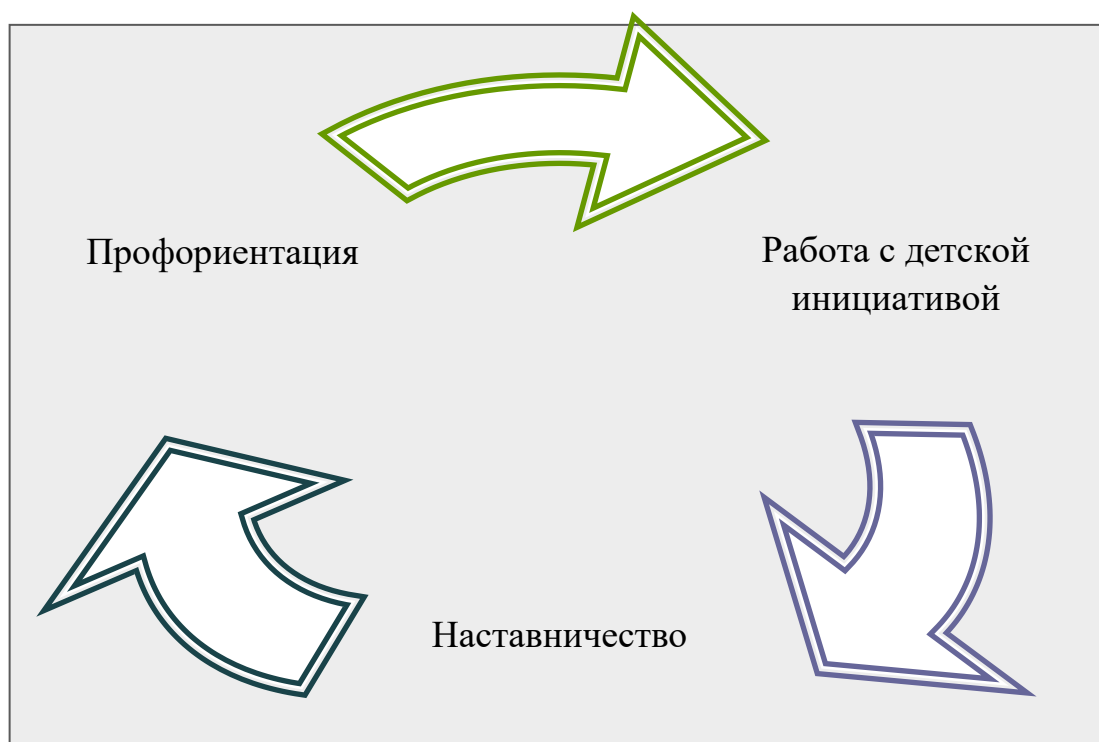 Профориентация
Работа с детской
инициативой
Наставничество